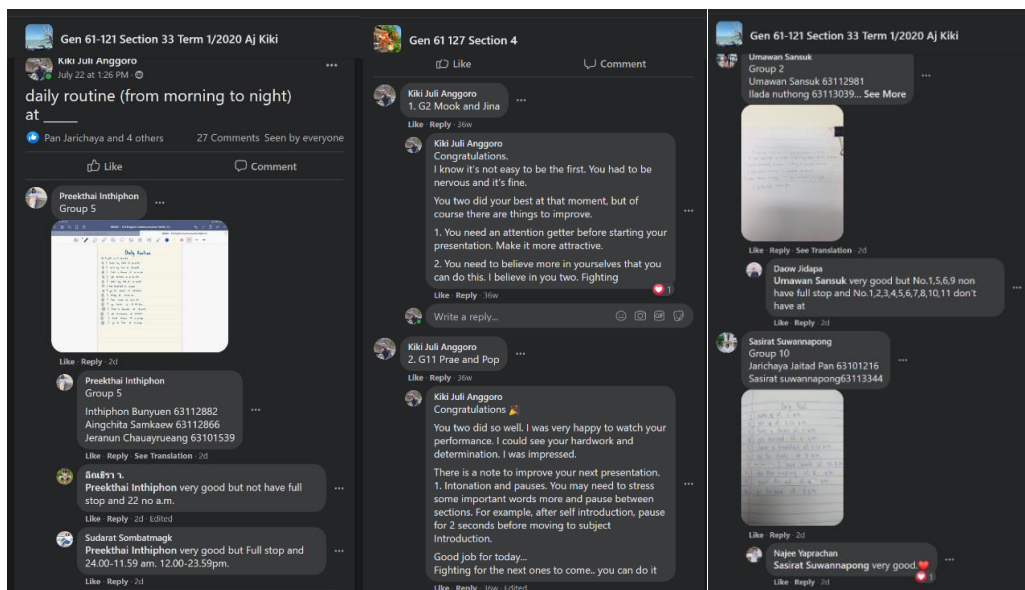 Gen 61-121 Section 33 Term 1/2020 Aj Kiki
Kiki Juli Anggoro
July 22 at 1:26 PM
daily routine (from morning to night)
at _____
Pan Jarichaya and 4 others
27 Comments Seen by everyone
Like
Comment
Preekthai Inthiphon
Group 5
Daily Routine
Like · Reply · 2d
Preekthai Inthiphon
Group 5
Inthiphon Bunyuen 63112882
Aingchita Samkaew 63112866
Jeranun Chauayrueang 63101539
Like · Reply · See Translation · 2d
Preekthai Inthiphon very good but not have full
stop and 22 no a.m.
Like · Reply · 2d · Edited
Sudarat Sombatmagk
Preekthai Inthiphon very good but Full stop and
24.00-11.59 am. 12.00-23.59pm.
Like · Reply · 2d
Gen 61 127 Section 4
Like
Comment
Kiki Juli Anggoro
1. G2 Mook and Jina
Like · Reply · 36w
Kiki Juli Anggoro
Congratulations.
I know it's not easy to be the first. You had to be
nervous and it's fine.
You two did your best at that moment, but of
course there are things to improve.
1. You need an attention getter before starting your
presentation. Make it more attractive.
2. You need to believe more in yourselves that you
can do this. I believe in you two. Fighting
1
Like · Reply · 36w
Write a reply...
GIF
Kiki Juli Anggoro
2. G11 Prae and Pop
Like · Reply · 36w
Kiki Juli Anggoro
Congratulations 🎉
You two did so well. I was very happy to watch your
performance. I could see your hardwork and
determination. I was impressed.
There is a note to improve your next presentation.
1. Intonation and pauses. You may need to stress
some important words more and pause between
sections. For example, after self introduction, pause
for 2 seconds before moving to subject
Introduction.
Good job for today...
Fighting for the next ones to come.. you can do it
Like · Reply · 36w · Edited
Gen 61-121 Section 33 Term 1/2020 Aj Kiki
Umawan Sansuk
Group 2
Umawan Sansuk 63112981
Ilada nuthong 63113039... See More
Like · Reply · See Translation · 2d
Daow Jidapa
Umawan Sansuk very good but No.1,5,6,9 non
have full stop and No.1,2,3,4,5,6,7,8,10,11 don't
have at
Like · Reply · 2d
Sasirat Suwannapong
Group 10
Jarichaya Jaitad Pan 63101216
Sasirat suwannapong63113344
Like · Reply · 2d
Najee Yaprachan
Sasirat Suwannapong very good.❤️
1
Like · Reply · 2d